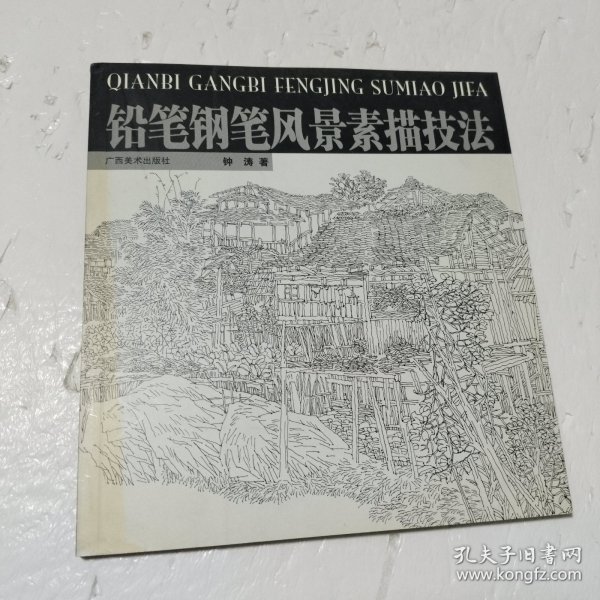 QIANBI GANGBI FENGJING SUMIAO JIFA
铅笔钢笔风景素描技法
广西美术出版社 钟 涛 著
孔夫子旧书网
www.kongfz.com